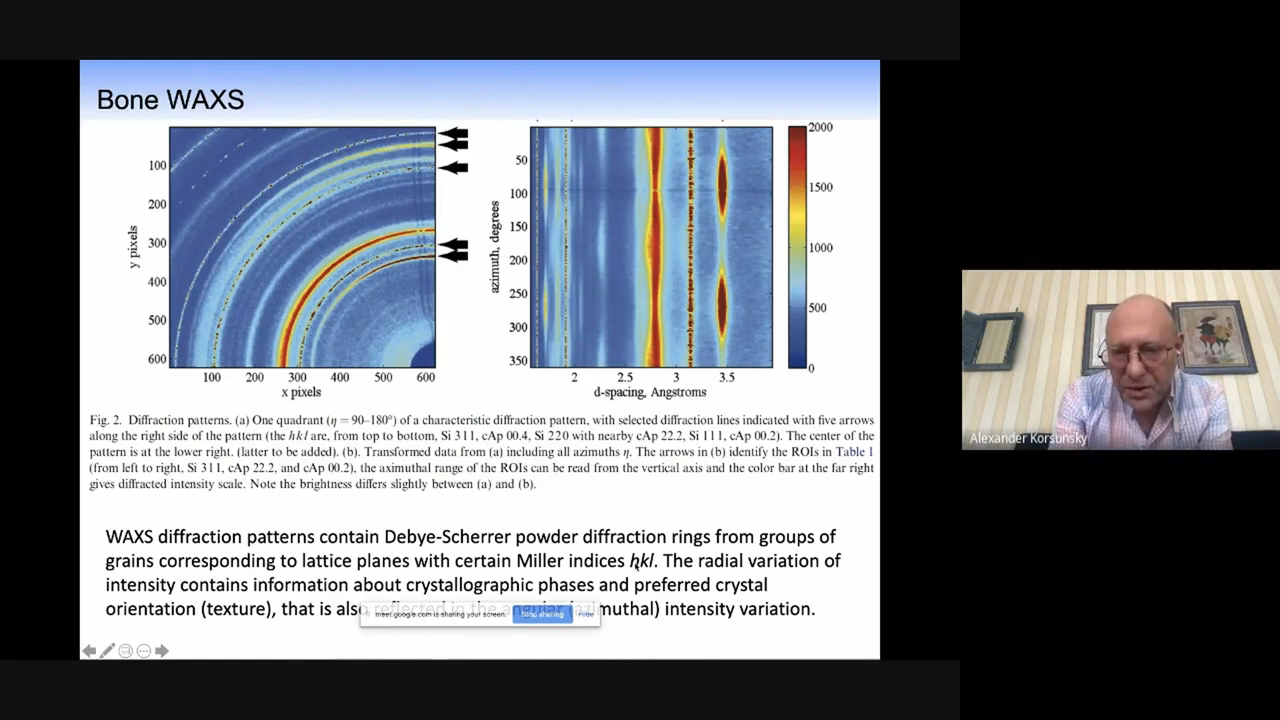 Bone WAXS
100
200
300
400
500
600
y pixels
100 200 300 400 500 600
x pixels
50
100
150
200
250
300
350
azimuth, degrees
2 2.5 3 3.5
d-spacing, Angstroms
2000
1500
1000
500
0
Fig. 2. Diffraction patterns. (a) One quadrant (η = 90–180°) of a characteristic diffraction pattern, with selected diffraction lines indicated with five arrows
along the right side of the pattern (the hkl are, from top to bottom, Si 311, cAp 00.4, Si 220 with nearby cAp 22.2, Si 111, cAp 00.2). The center of the
pattern is at the lower right. (latter to be added). (b). Transformed data from (a) including all azimuths η. The arrows in (b) identify the ROIs in Table 1
(from left to right, Si 311, cAp 22.2, and cAp 00.2), the azimuthal range of the ROIs can be read from the vertical axis and the color bar at the far right
gives diffracted intensity scale. Note the brightness differs slightly between (a) and (b).
WAXS diffraction patterns contain Debye-Scherrer powder diffraction rings from groups of
grains corresponding to lattice planes with certain Miller indices hkl. The radial variation of
intensity contains information about crystallographic phases and preferred crystal
orientation (texture), that is also reflected in the angular (azimuthal) intensity variation.
meet.google.com is sharing your screen. Stop sharing Hide
Alexander Korsunsky